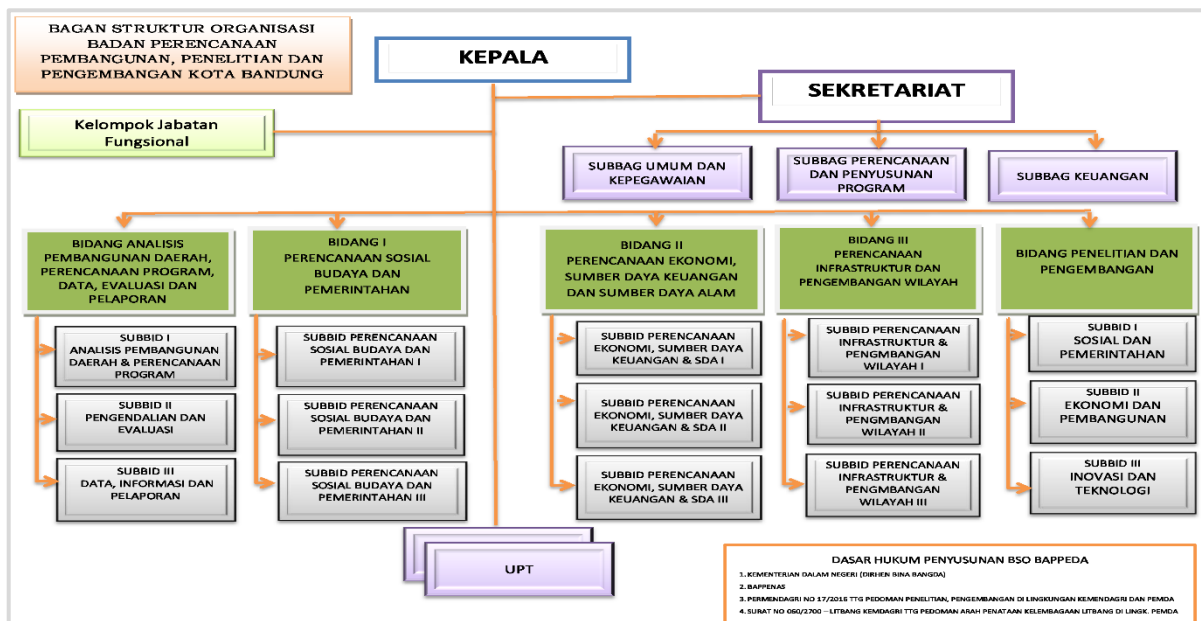 BAGAN STRUKTUR ORGANISASI
BADAN PERENCANAAN
PEMBANGUNAN, PENELITIAN DAN
PENGEMBANGAN KOTA BANDUNG
KEPALA
SEKRETARIAT
Kelompok Jabatan
Fungsional
SUBBAG UMUM DAN
KEPEGAWAIAN
SUBBAG PERENCANAAN
DAN PENYUSUNAN
PROGRAM
SUBBAG KEUANGAN
BIDANG ANALISIS
PEMBANGUNAN DAERAH,
PERENCANAAN PROGRAM,
DATA, EVALUASI DAN
PELAPORAN
BIDANG I
PERENCANAAN SOSIAL
BUDAYA DAN
PEMERINTAHAN
BIDANG II
PERENCANAAN EKONOMI,
SUMBER DAYA KEUANGAN
DAN SUMBER DAYA ALAM
BIDANG III
PERENCANAAN
INFRASTRUKTUR DAN
PENGEMBANGAN WILAYAH
BIDANG PENELITIAN DAN
PENGEMBANGAN
SUBBID I
ANALISIS PEMBANGUNAN
DAERAH & PERENCANAAN
PROGRAM
SUBBID II
PENGENDALIAN DAN
EVALUASI
SUBBID III
DATA, INFORMASI DAN
PELAPORAN
SUBBID PERENCANAAN
SOSIAL BUDAYA DAN
PEMERINTAHAN I
SUBBID PERENCANAAN
SOSIAL BUDAYA DAN
PEMERINTAHAN II
SUBBID PERENCANAAN
SOSIAL BUDAYA DAN
PEMERINTAHAN III
SUBBID PERENCANAAN
EKONOMI, SUMBER DAYA
KEUANGAN & SDA I
SUBBID PERENCANAAN
EKONOMI, SUMBER DAYA
KEUANGAN & SDA II
SUBBID PERENCANAAN
EKONOMI, SUMBER DAYA
KEUANGAN & SDA III
SUBBID PERENCANAAN
INFRASTRUKTUR &
PENGMBANGAN
WILAYAH I
SUBBID PERENCANAAN
INFRASTRUKTUR &
PENGMBANGAN
WILAYAH II
SUBBID PERENCANAAN
INFRASTRUKTUR &
PENGMBANGAN
WILAYAH III
SUBBID I
SOSIAL DAN
PEMERINTAHAN
SUBBID II
EKONOMI DAN
PEMBANGUNAN
SUBBID III
INOVASI DAN
TEKNOLOGI
UPT
DASAR HUKUM PENYUSUNAN BSO BAPPEDA
1. KEMENTERIAN DALAM NEGERI (DIRHEN BINA BANGDA)
2. BAPPENAS
3. PERMENDAGRI NO 17/2016 TTG PEDOMAN PENELITIAN, PENGEMBANGAN DI LINGKUNGAN KEMENDAGRI DAN PEMDA
4. SURAT NO 060/2700 – LITBANG KEMDAGRI TTG PEDOMAN ARAH PENATAAN KELEMBAGAAN LITBANG DI LINGK. PEMDA